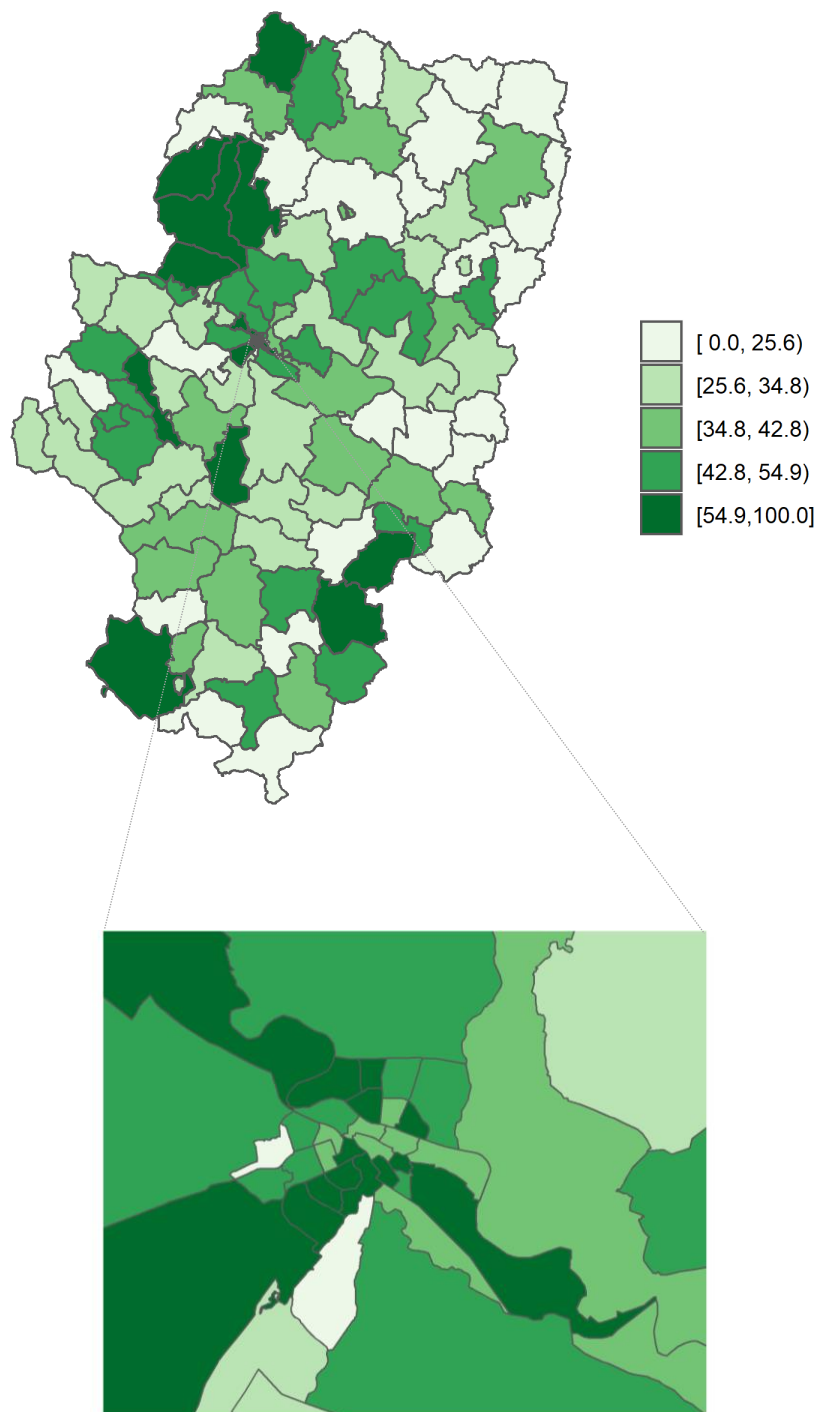 [ 0.0, 25.6)
[25.6, 34.8)
[34.8, 42.8)
[42.8, 54.9)
[54.9,100.0]